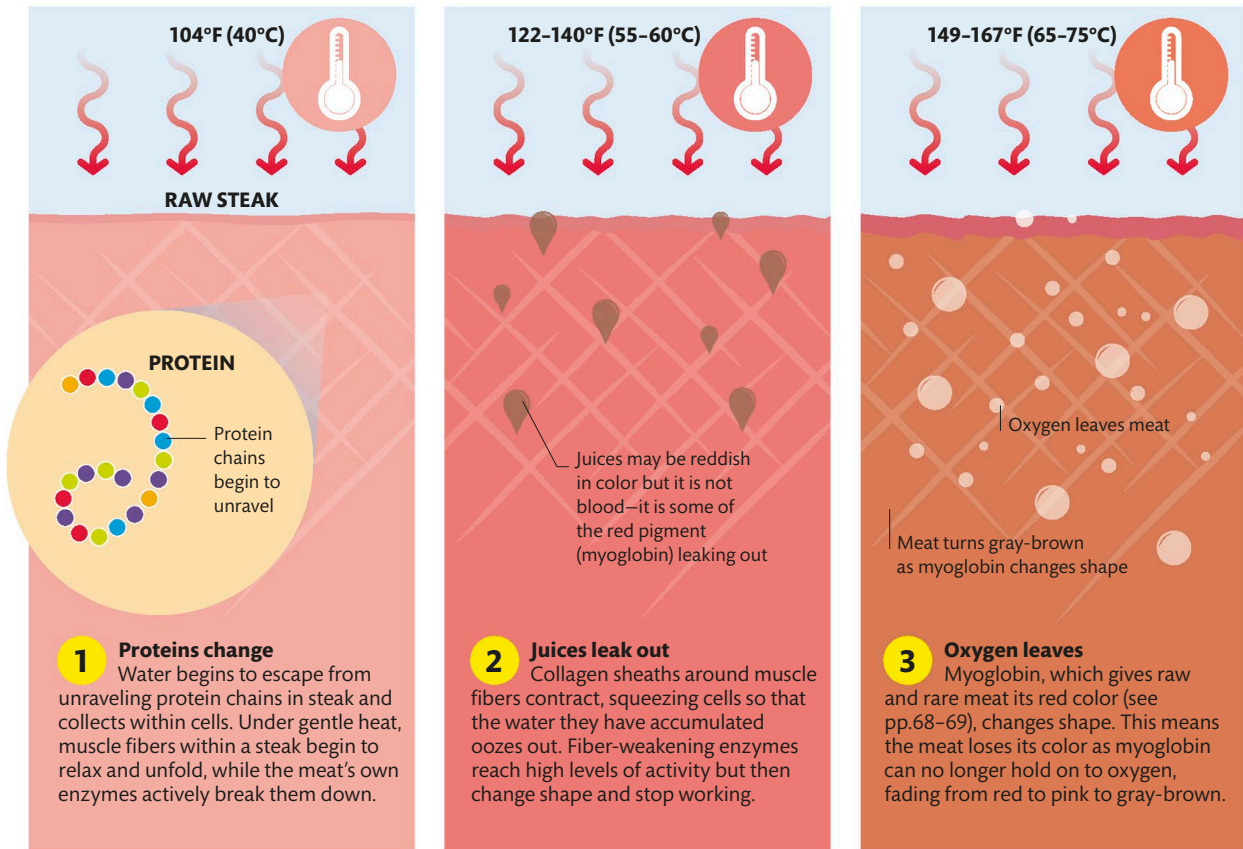 104°F (40°C)
RAW STEAK
PROTEIN
Protein
chains
begin to
unravel
1 Proteins change
Water begins to escape from
unraveling protein chains in steak and
collects within cells. Under gentle heat,
muscle fibers within a steak begin to
relax and unfold, while the meat's own
enzymes actively break them down.
122–140°F (55–60°C)
Juices may be reddish
in color but it is not
blood—it is some of
the red pigment
(myoglobin) leaking out
2 Juices leak out
Collagen sheaths around muscle
fibers contract, squeezing cells so that
the water they have accumulated
oozes out. Fiber-weakening enzymes
reach high levels of activity but then
change shape and stop working.
149–167°F (65–75°C)
Oxygen leaves meat
Meat turns gray-brown
as myoglobin changes shape
3 Oxygen leaves
Myoglobin, which gives raw
and rare meat its red color (see
pp.68–69), changes shape. This means
the meat loses its color as myoglobin
can no longer hold on to oxygen,
fading from red to pink to gray-brown.